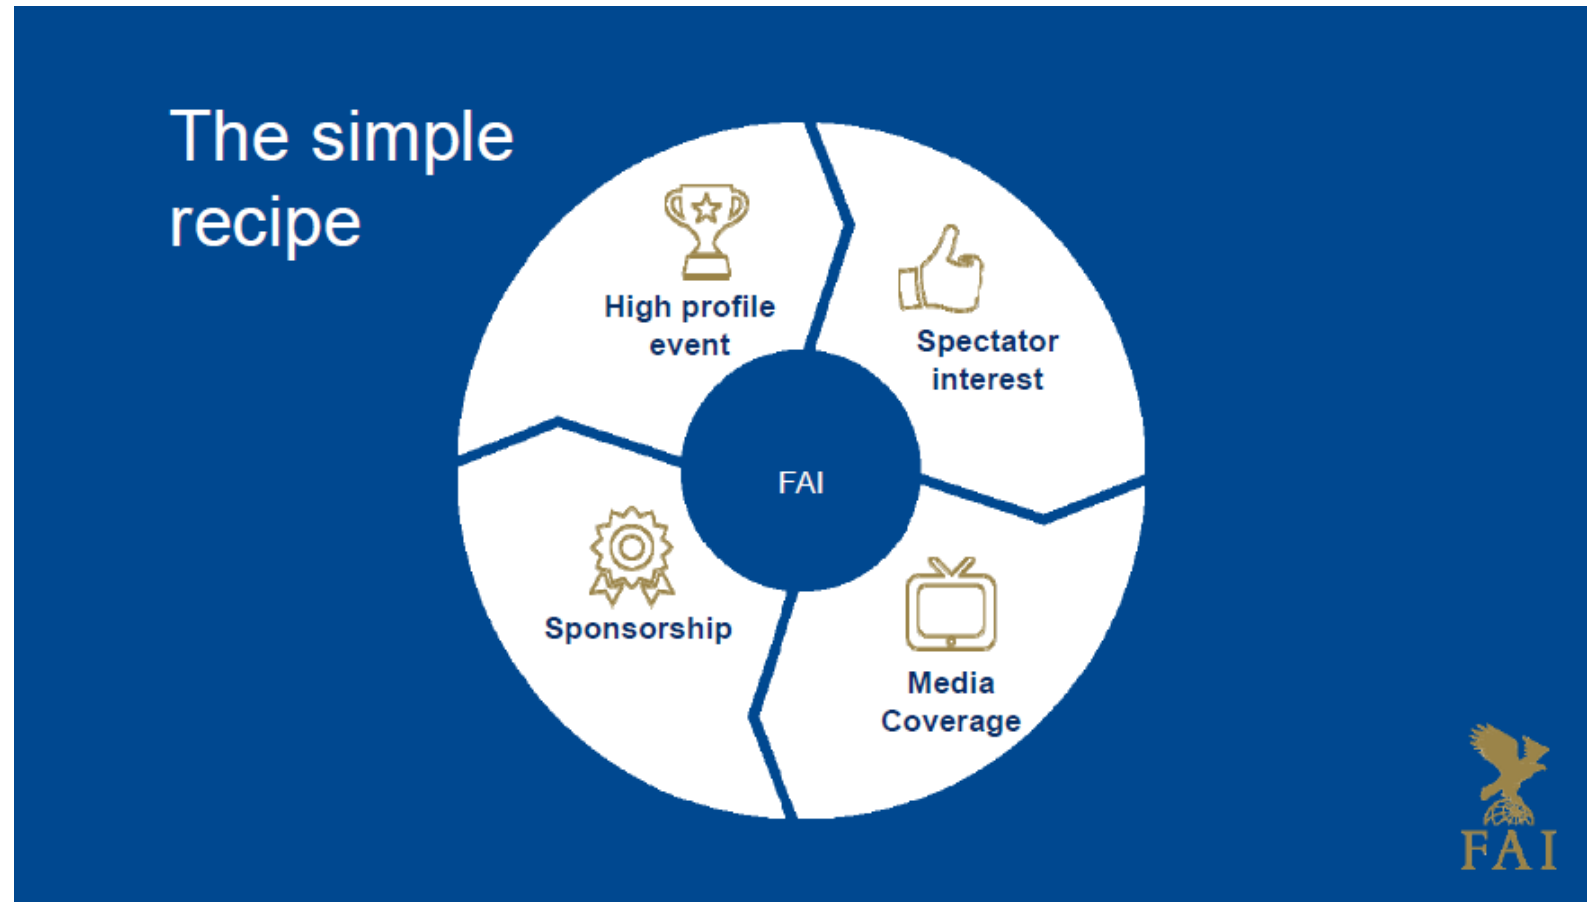 The simple
recipe
High profile
event
Spectator
interest
FAI
Sponsorship
Media
Coverage
FAI